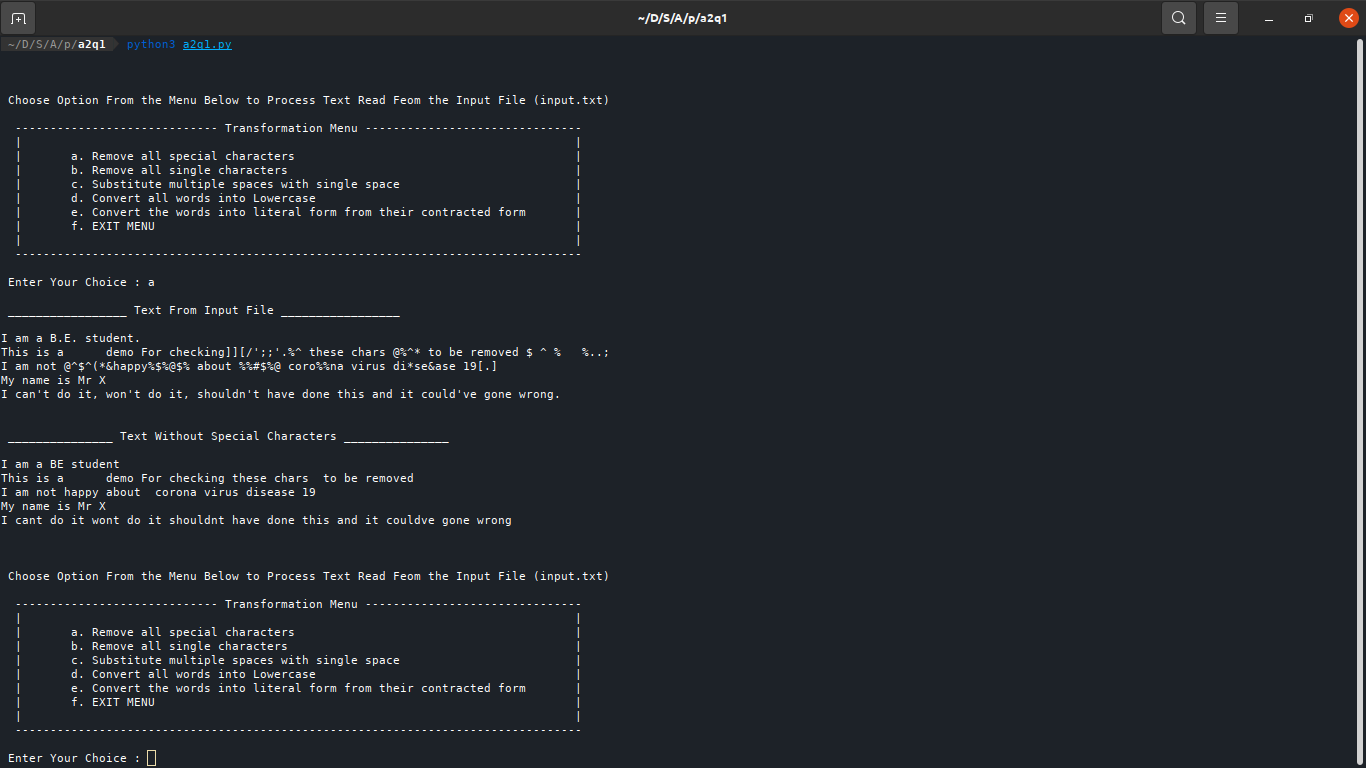 ~/D/S/A/p/a2q1
~/D/S/A/p/a2q1 python3 a2q1.py
Choose Option From the Menu Below to Process Text Read Feom the Input File (input.txt)
----------------------------- Transformation Menu -------------------------------
| |
| a. Remove all special characters |
| b. Remove all single characters |
| c. Substitute multiple spaces with single space |
| d. Convert all words into Lowercase |
| e. Convert the words into literal form from their contracted form |
| f. EXIT MENU |
| |
---------------------------------------------------------------------------------
Enter Your Choice : a
_________________ Text From Input File _________________
I am a B.E. student.
This is a      demo For checking]][/';;'.%^ these chars @%^* to be removed $ ^ %   %..;
I am not @^$^(*&happy%$%@$% about %%#$%@ coro%%na virus di*se&ase 19[.]
My name is Mr X
I can't do it, won't do it, shouldn't have done this and it could've gone wrong.
_______________ Text Without Special Characters _______________
I am a BE student
This is a      demo For checking these chars  to be removed
I am not happy about  corona virus disease 19
My name is Mr X
I cant do it wont do it shouldnt have done this and it couldve gone wrong
Choose Option From the Menu Below to Process Text Read Feom the Input File (input.txt)
----------------------------- Transformation Menu -------------------------------
| |
| a. Remove all special characters |
| b. Remove all single characters |
| c. Substitute multiple spaces with single space |
| d. Convert all words into Lowercase |
| e. Convert the words into literal form from their contracted form |
| f. EXIT MENU |
| |
---------------------------------------------------------------------------------
Enter Your Choice :